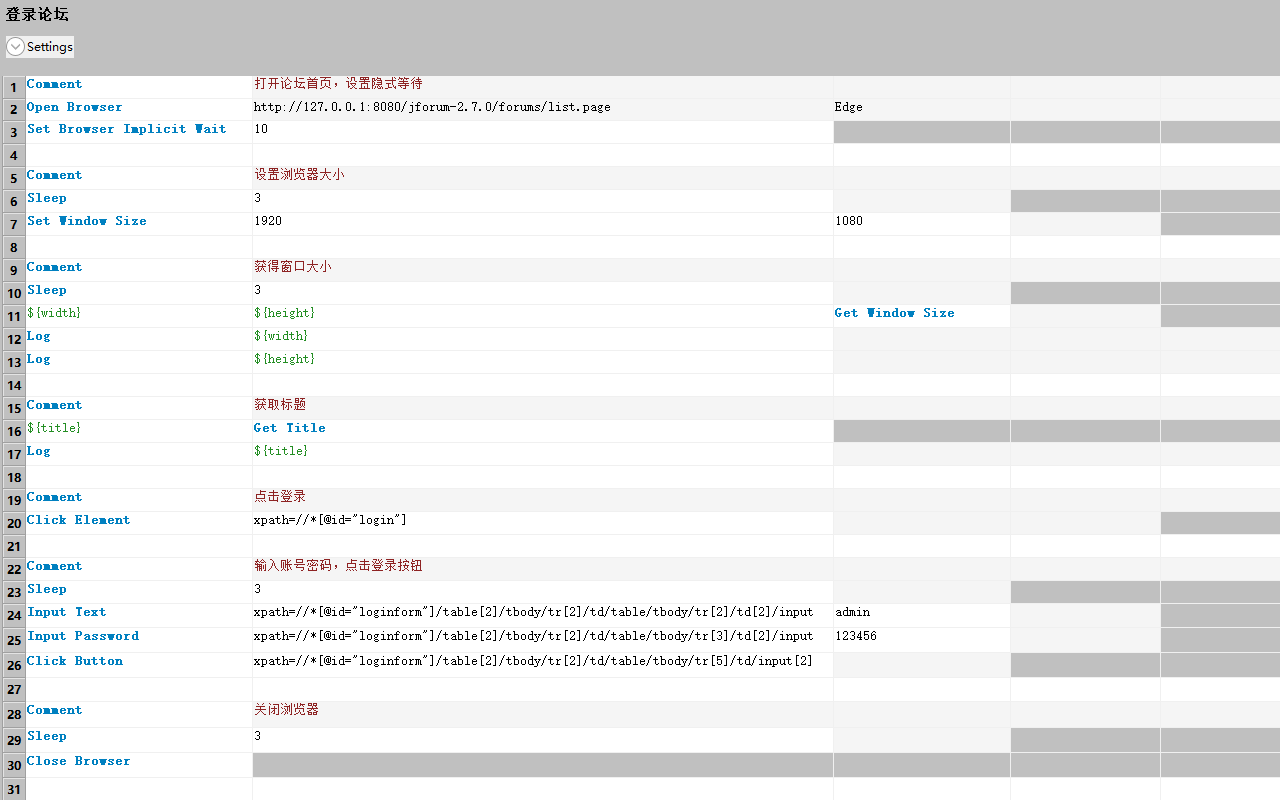 登录论坛
Settings
1 Comment 打开论坛首页，设置隐式等待
2 Open Browser http://127.0.0.1:8080/jforum-2.7.0/forums/list.page Edge
3 Set Browser Implicit Wait 10
4
5 Comment 设置浏览器大小
6 Sleep 3
7 Set Window Size 1920 1080
8
9 Comment 获得窗口大小
10 Sleep 3
11 ${width} ${height} Get Window Size
12 Log ${width}
13 Log ${height}
14
15 Comment 获取标题
16 ${title} Get Title
17 Log ${title}
18
19 Comment 点击登录
20 Click Element xpath=//*[@id="login"]
21
22 Comment 输入账号密码，点击登录按钮
23 Sleep 3
24 Input Text xpath=//*[@id="loginform"]/table[2]/tbody/tr[2]/td/table/tbody/tr[2]/td[2]/input admin
25 Input Password xpath=//*[@id="loginform"]/table[2]/tbody/tr[2]/td/table/tbody/tr[3]/td[2]/input 123456
26 Click Button xpath=//*[@id="loginform"]/table[2]/tbody/tr[2]/td/table/tbody/tr[5]/td/input[2]
27
28 Comment 关闭浏览器
29 Sleep 3
30 Close Browser
31